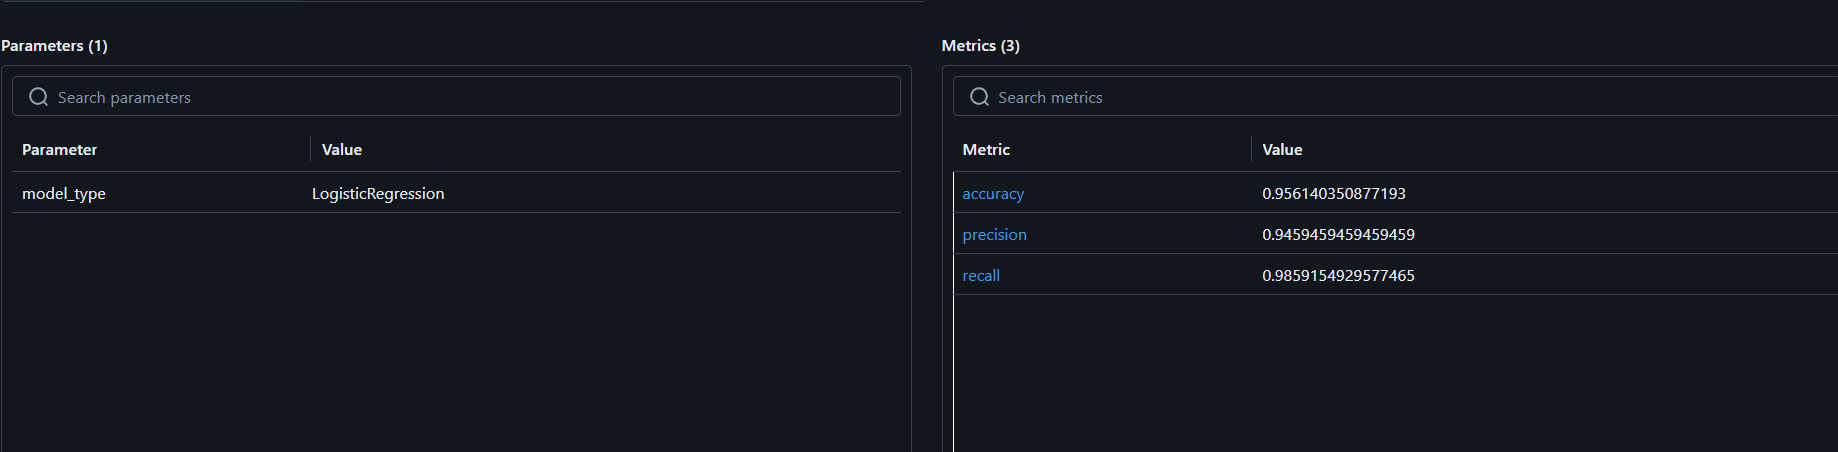 Parameters (1)
Search parameters
Parameter Value
model_type LogisticRegression
Metrics (3)
Search metrics
Metric Value
accuracy 0.956140350877193
precision 0.9459459459459459
recall 0.9859154929577465